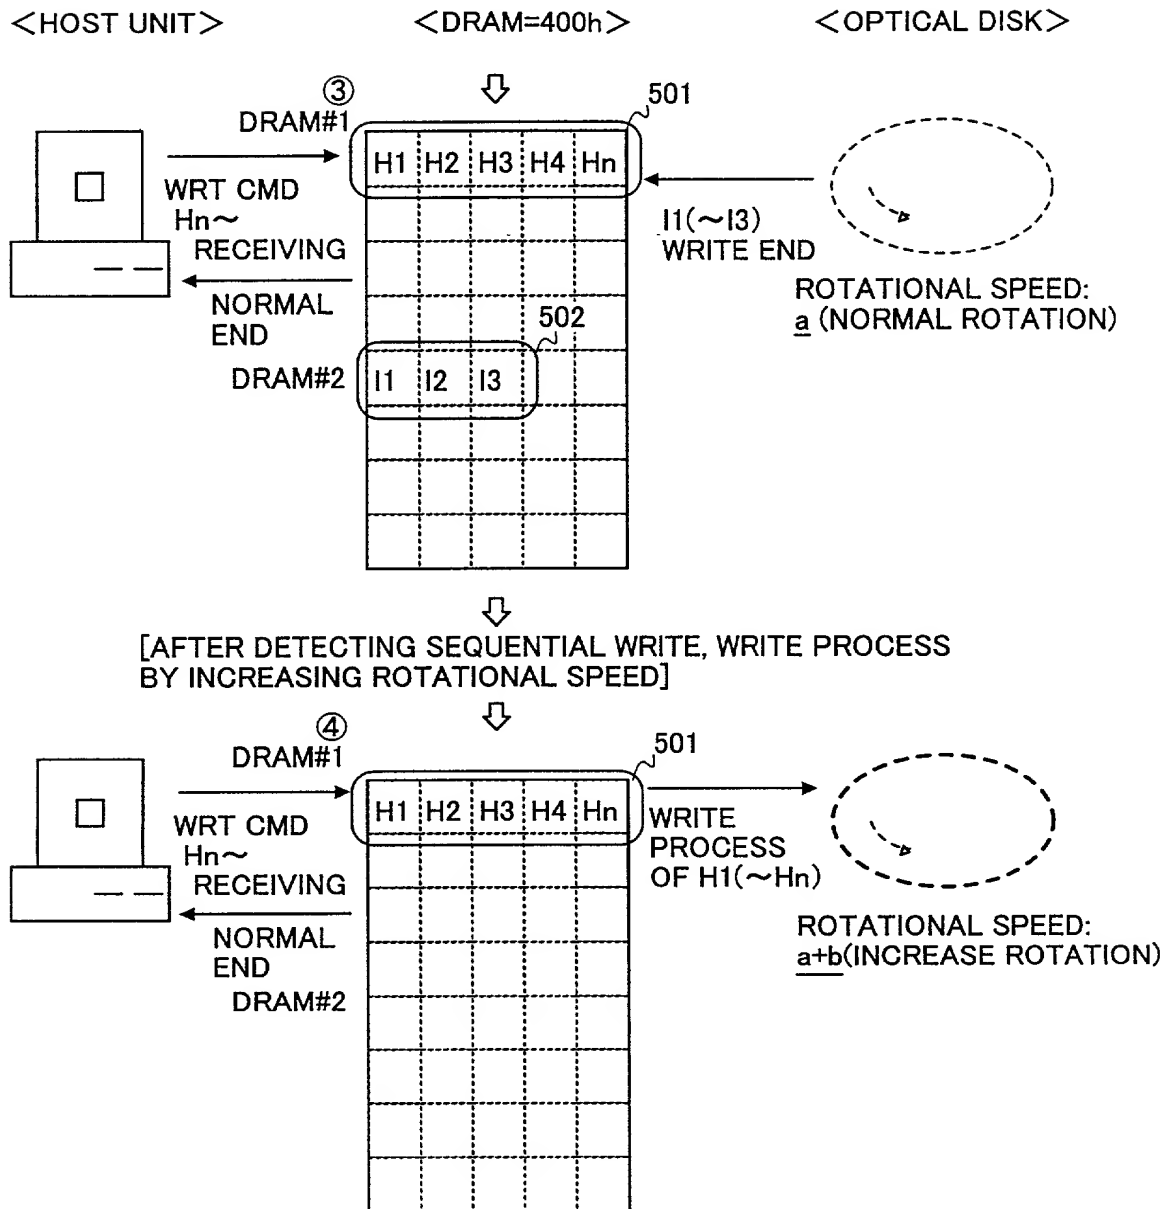 <HOST UNIT>
<DRAM=400h>
<OPTICAL DISK>
③
DRAM#1
501
H1 H2 H3 H4 Hn
WRT CMD
Hn~
RECEIVING
NORMAL
END
I1(~I3)
WRITE END
ROTATIONAL SPEED:
a (NORMAL ROTATION)
502
DRAM#2
I1 I2 I3
[AFTER DETECTING SEQUENTIAL WRITE, WRITE PROCESS
BY INCREASING ROTATIONAL SPEED]
④
DRAM#1
501
H1 H2 H3 H4 Hn
WRT CMD
Hn~
RECEIVING
NORMAL
END
DRAM#2
WRITE
PROCESS
OF H1(~Hn)
ROTATIONAL SPEED:
a+b(INCREASE ROTATION)